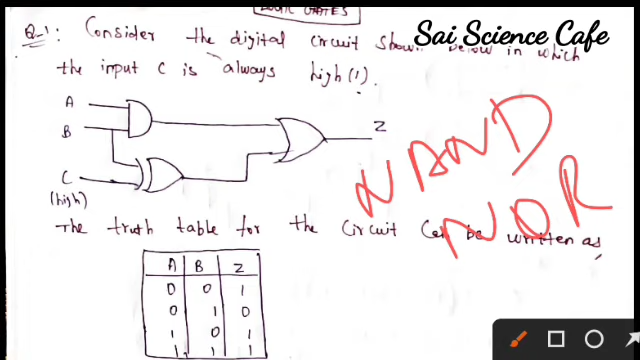 LOGIC GATES
Q-1: Consider the digital circuit shown below in which
Sai Science Cafe
the input C is always high (1).
A
B
Z
C
(high)
NAND
NOR
The truth table for the circuit can be written as,
A B Z
0 0 1
0 1 0
1 0 1
1 1 1